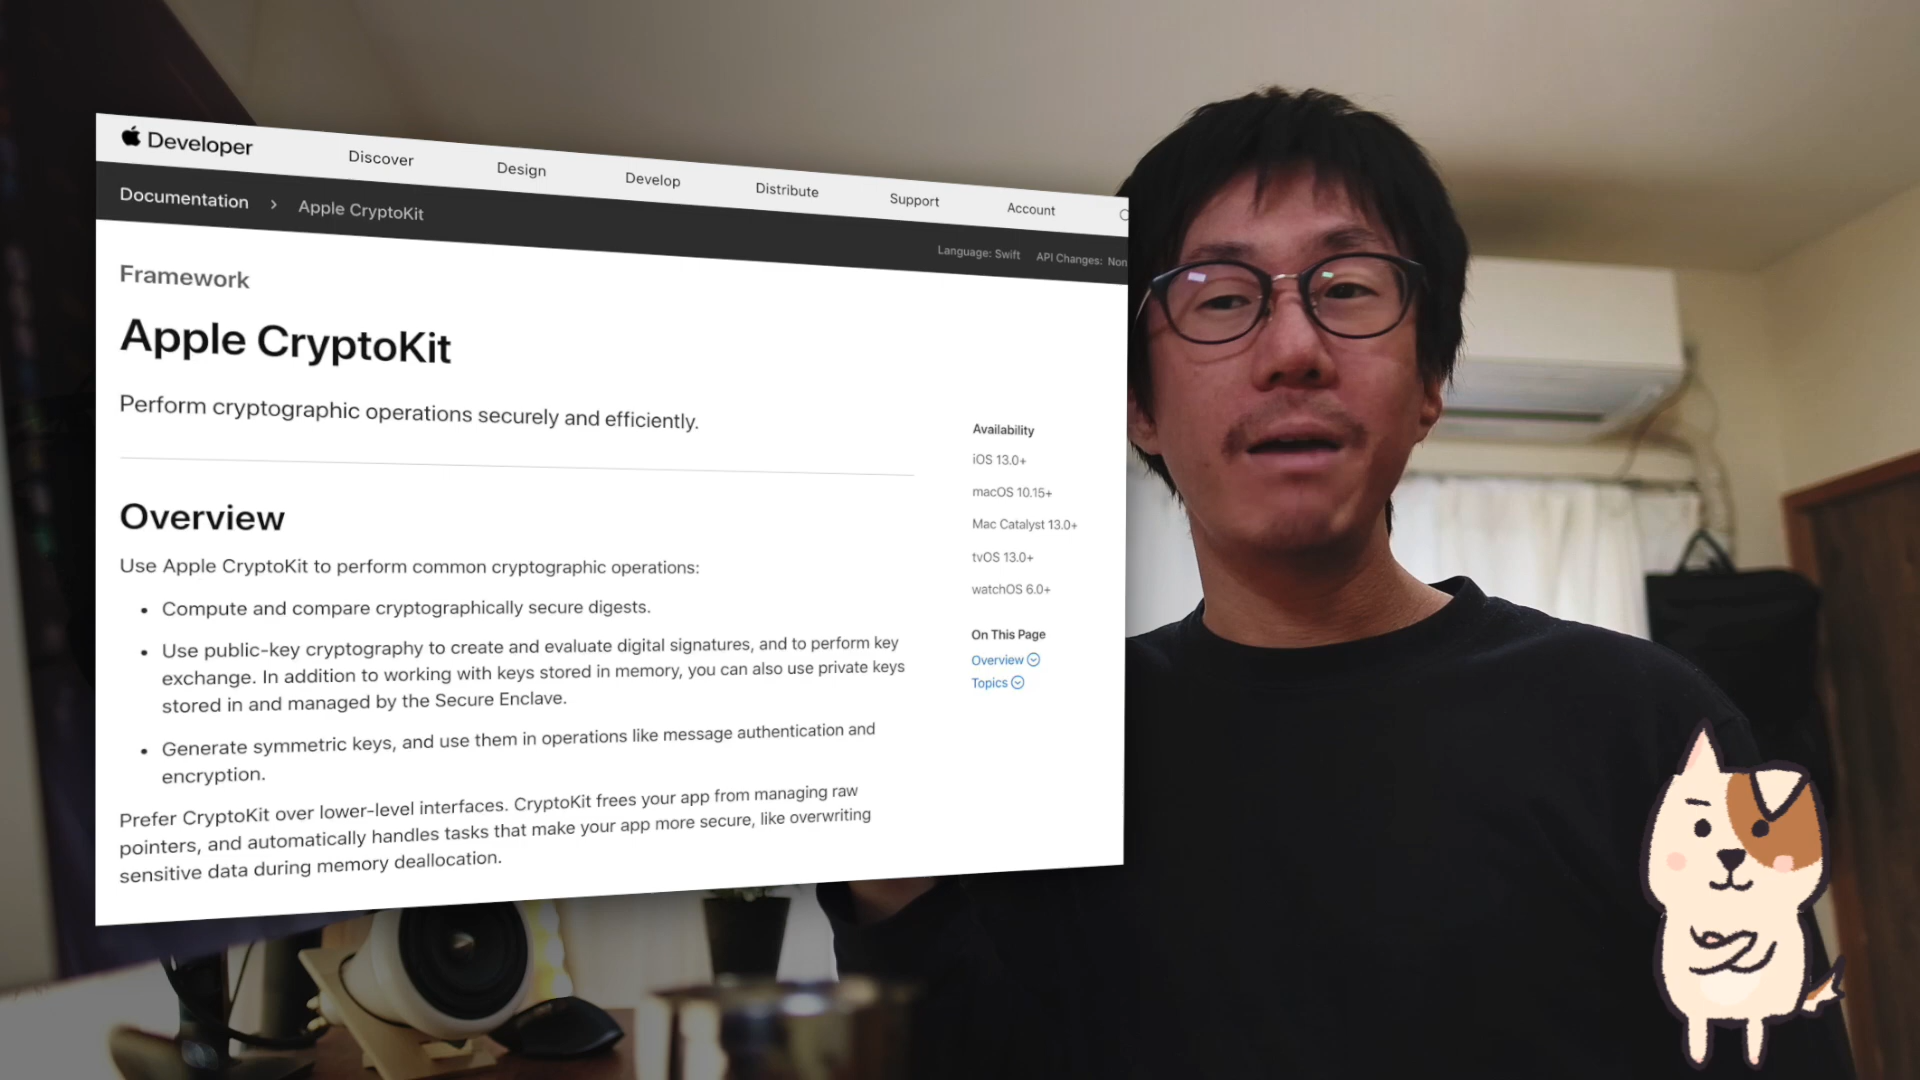 Developer
Discover
Design
Develop
Distribute
Support
Account
Documentation > Apple CryptoKit
Language: Swift
API Changes:
Framework
Apple CryptoKit
Perform cryptographic operations securely and efficiently.
Overview
Use Apple CryptoKit to perform common cryptographic operations:
• Compute and compare cryptographically secure digests.
• Use public-key cryptography to create and evaluate digital signatures, and to perform key
exchange. In addition to working with keys stored in memory, you can also use private keys
stored in and managed by the Secure Enclave.
• Generate symmetric keys, and use them in operations like message authentication and
encryption.
Prefer CryptoKit over lower-level interfaces. CryptoKit frees your app from managing raw
pointers, and automatically handles tasks that make your app more secure, like overwriting
sensitive data during memory deallocation.
Availability
iOS 13.0+
macOS 10.15+
Mac Catalyst 13.0+
tvOS 13.0+
watchOS 6.0+
On This Page
Overview
Topics